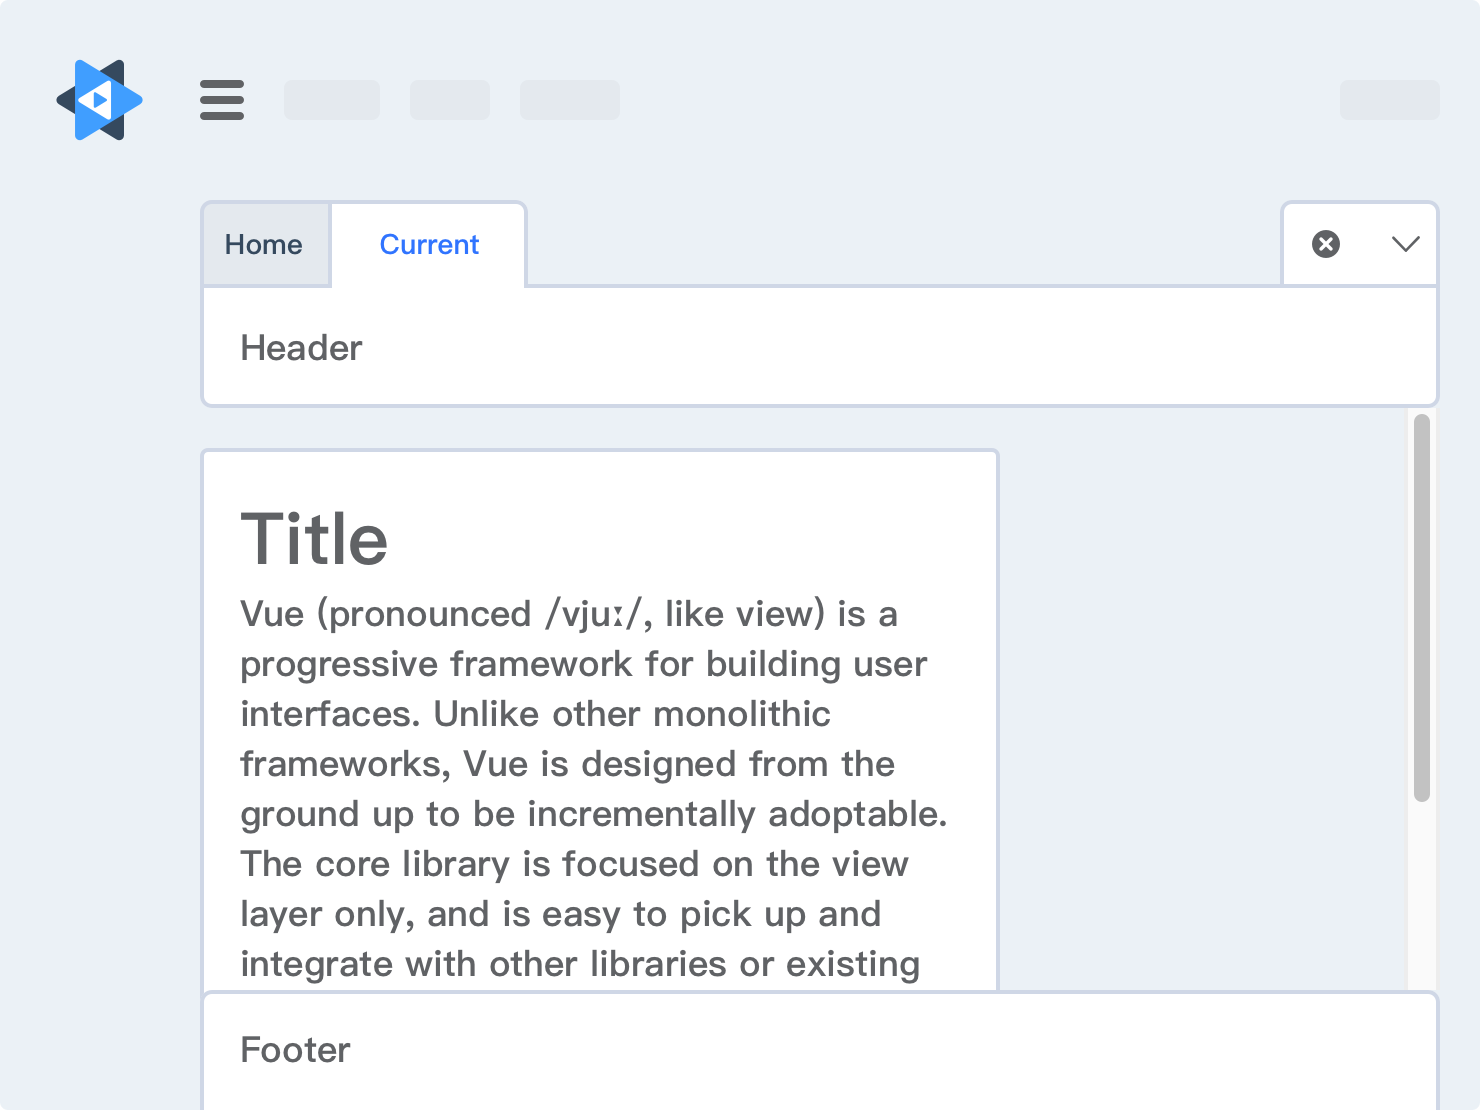 Home
Current
Header
Title
Vue (pronounced /vjuː/, like view) is a
progressive framework for building user
interfaces. Unlike other monolithic
frameworks, Vue is designed from the
ground up to be incrementally adoptable.
The core library is focused on the view
layer only, and is easy to pick up and
integrate with other libraries or existing
Footer